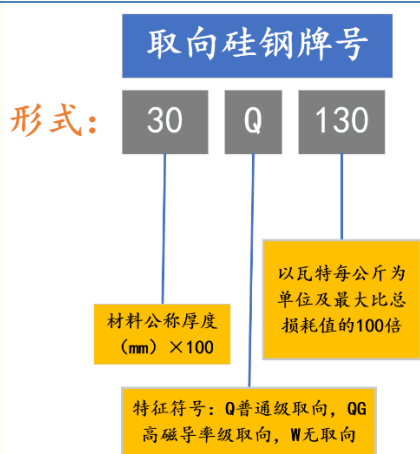 取向硅钢牌号
形式: 30 Q 130
以瓦特每公斤为
单位及最大比总
损耗值的100倍
材料公称厚度
（mm）×100
特征符号：Q普通级取向，QG
高磁导率级取向，W无取向